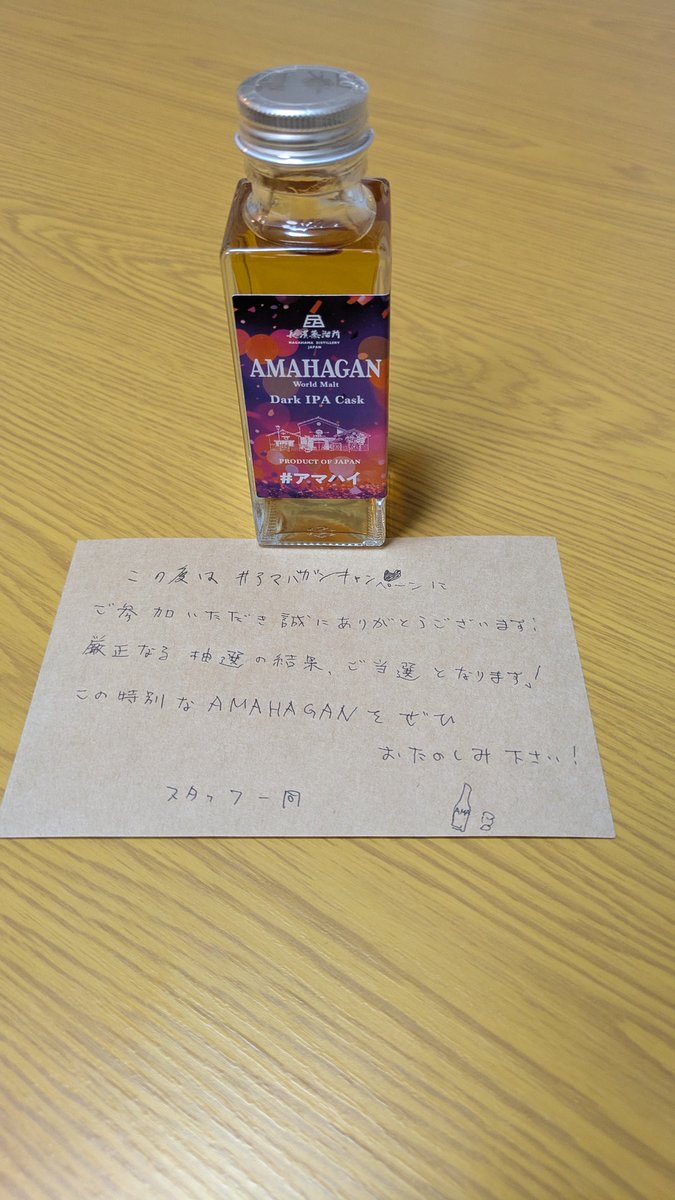 長濱蒸溜所
NAGAHAMA DISTILLERY
JAPAN
AMAHAGAN
World Malt
Dark IPA Cask
PRODUCT OF JAPAN
#アマハイ
この度は #アマハガンキャンペーンに
ご参加いただき誠にありがとうございます!
厳正なる抽選の結果、ご当選となります!
この特別な AMAHAGANを ぜひ
おたのしみ下さい!
スタッフ一同
AMA